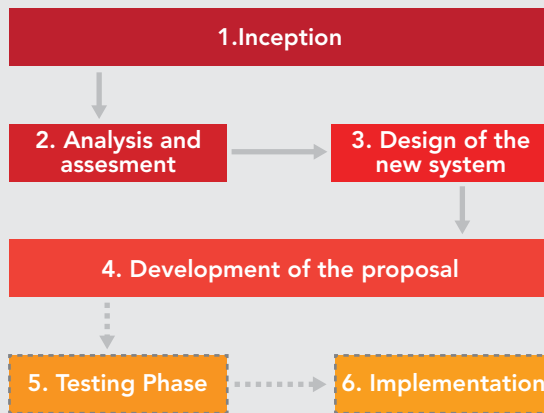 1.Inception
2. Analysis and
assesment
3. Design of the
new system
4. Development of the proposal
5. Testing Phase
6. Implementation